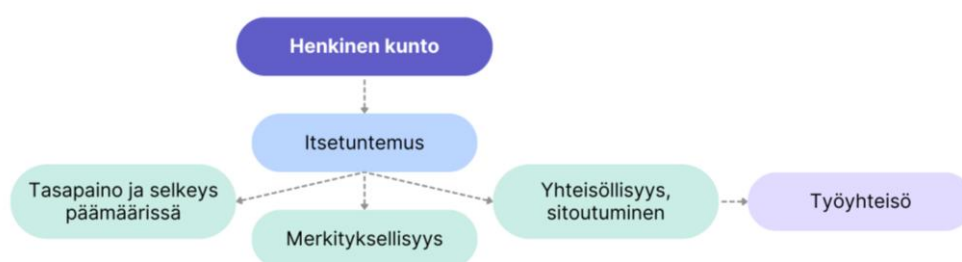 Henkinen kunto
Itsetuntemus
Tasapaino ja selkeys
päämäärissä
Merkityksellisyys
Yhteisöllisyys,
sitoutuminen
Työyhteisö